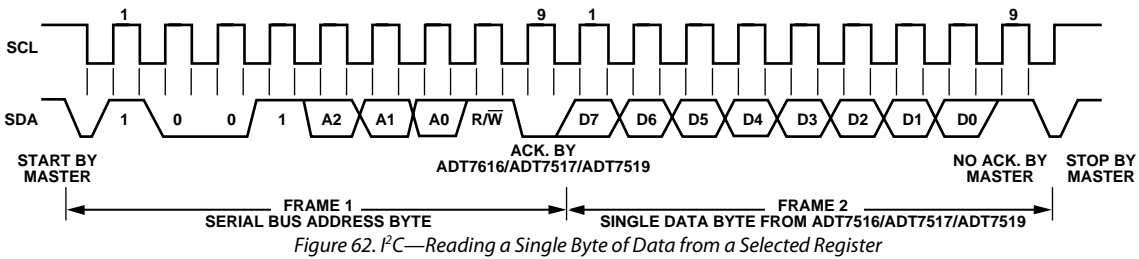 1 9 1 9
SCL
SDA 1 0 0 1 A2 A1 A0 R/W̅ D7 D6 D5 D4 D3 D2 D1 D0
START BY
MASTER
ACK. BY
ADT7616/ADT7517/ADT7519
NO ACK. BY
MASTER
STOP BY
MASTER
FRAME 1
SERIAL BUS ADDRESS BYTE
FRAME 2
SINGLE DATA BYTE FROM ADT7516/ADT7517/ADT7519
Figure 62. I²C—Reading a Single Byte of Data from a Selected Register